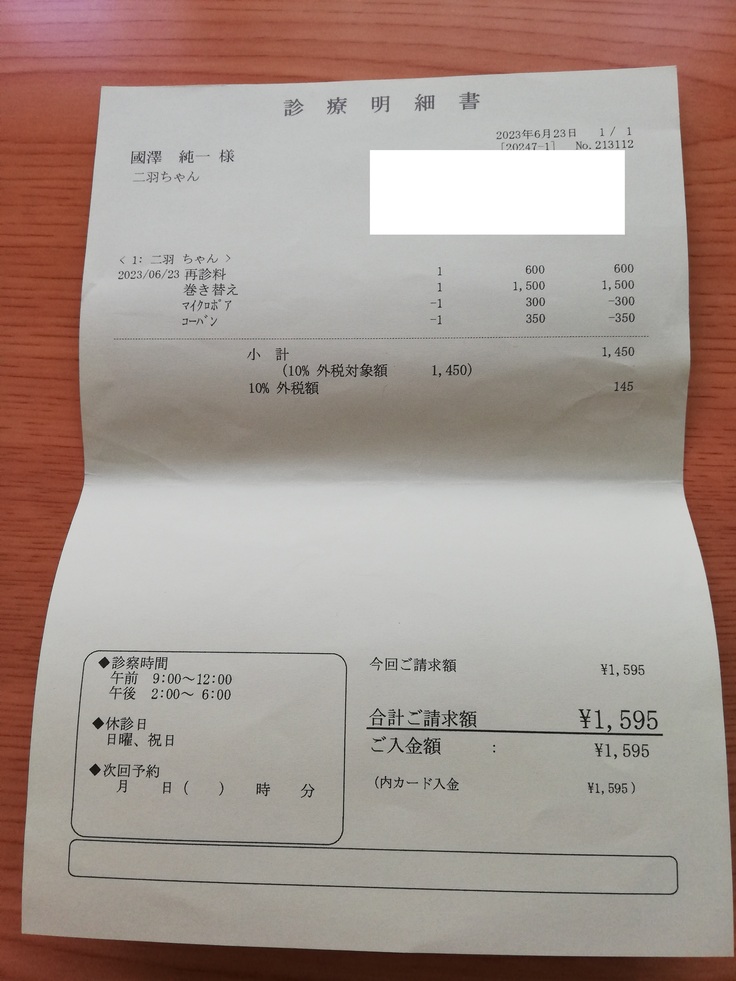 診療明細書
2023年6月23日 1/ 1
[20247-1] No.213112
國澤 純一 様
二羽ちゃん
< 1: 二羽 ちゃん >
2023/06/23 再診料 1 600 600
巻き替え 1 1,500 1,500
ﾏｲｸﾛﾎﾟｱ -1 300 -300
ｺｰﾊﾞﾝ -1 350 -350
小 計 1,450
(10% 外税対象額 1,450)
10% 外税額 145
◆診察時間
午前 9:00～12:00
午後 2:00～ 6:00
◆休診日
日曜、祝日
◆次回予約
月 日( ) 時 分
今回ご請求額 ¥1,595
合計ご請求額 ¥1,595
ご入金額 : ¥1,595
(内カード入金 ¥1,595)